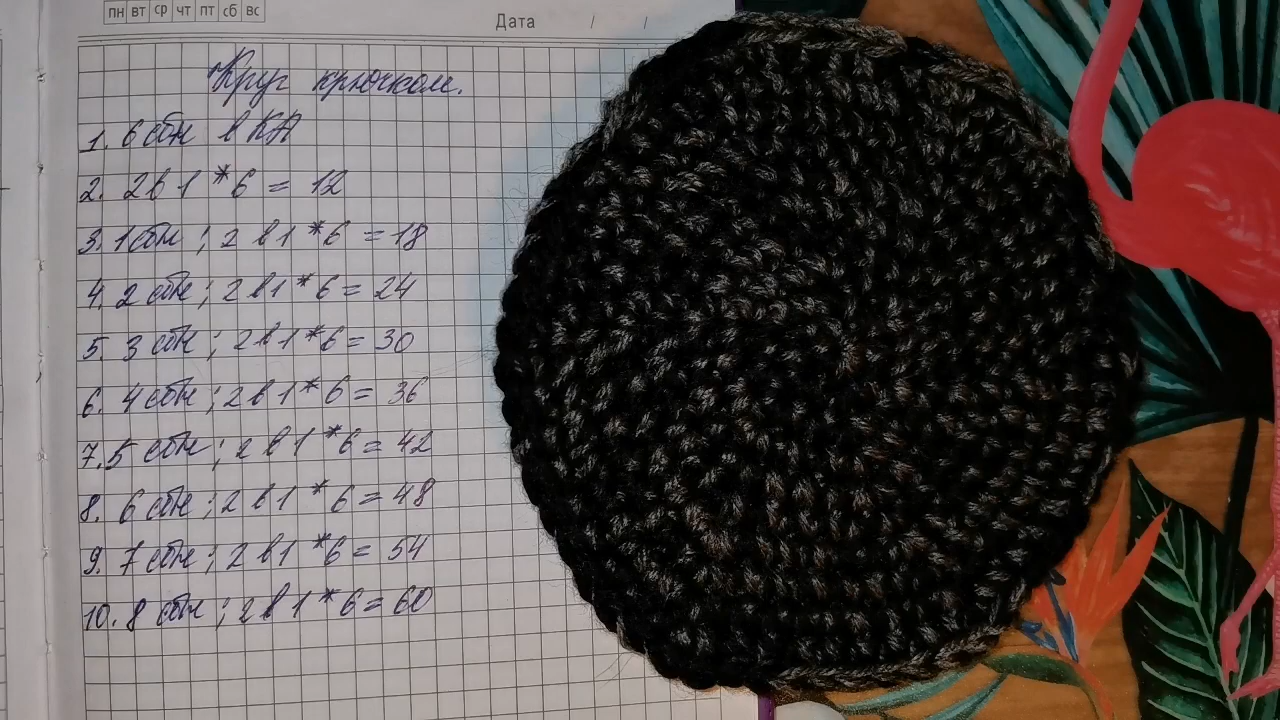 пн вт ср чт пт сб вс
Дата / /
Круг крючком.
1. 6 сбн в КА
2. 2 в 1 * 6 = 12
3. 1 сбн ; 2 в 1 * 6 = 18
4. 2 сбн ; 2 в 1 * 6 = 24
5. 3 сбн ; 2 в 1 * 6 = 30
6. 4 сбн ; 2 в 1 * 6 = 36
7. 5 сбн ; 2 в 1 * 6 = 42
8. 6 сбн ; 2 в 1 * 6 = 48
9. 7 сбн ; 2 в 1 * 6 = 54
10. 8 сбн ; 2 в 1 * 6 = 60